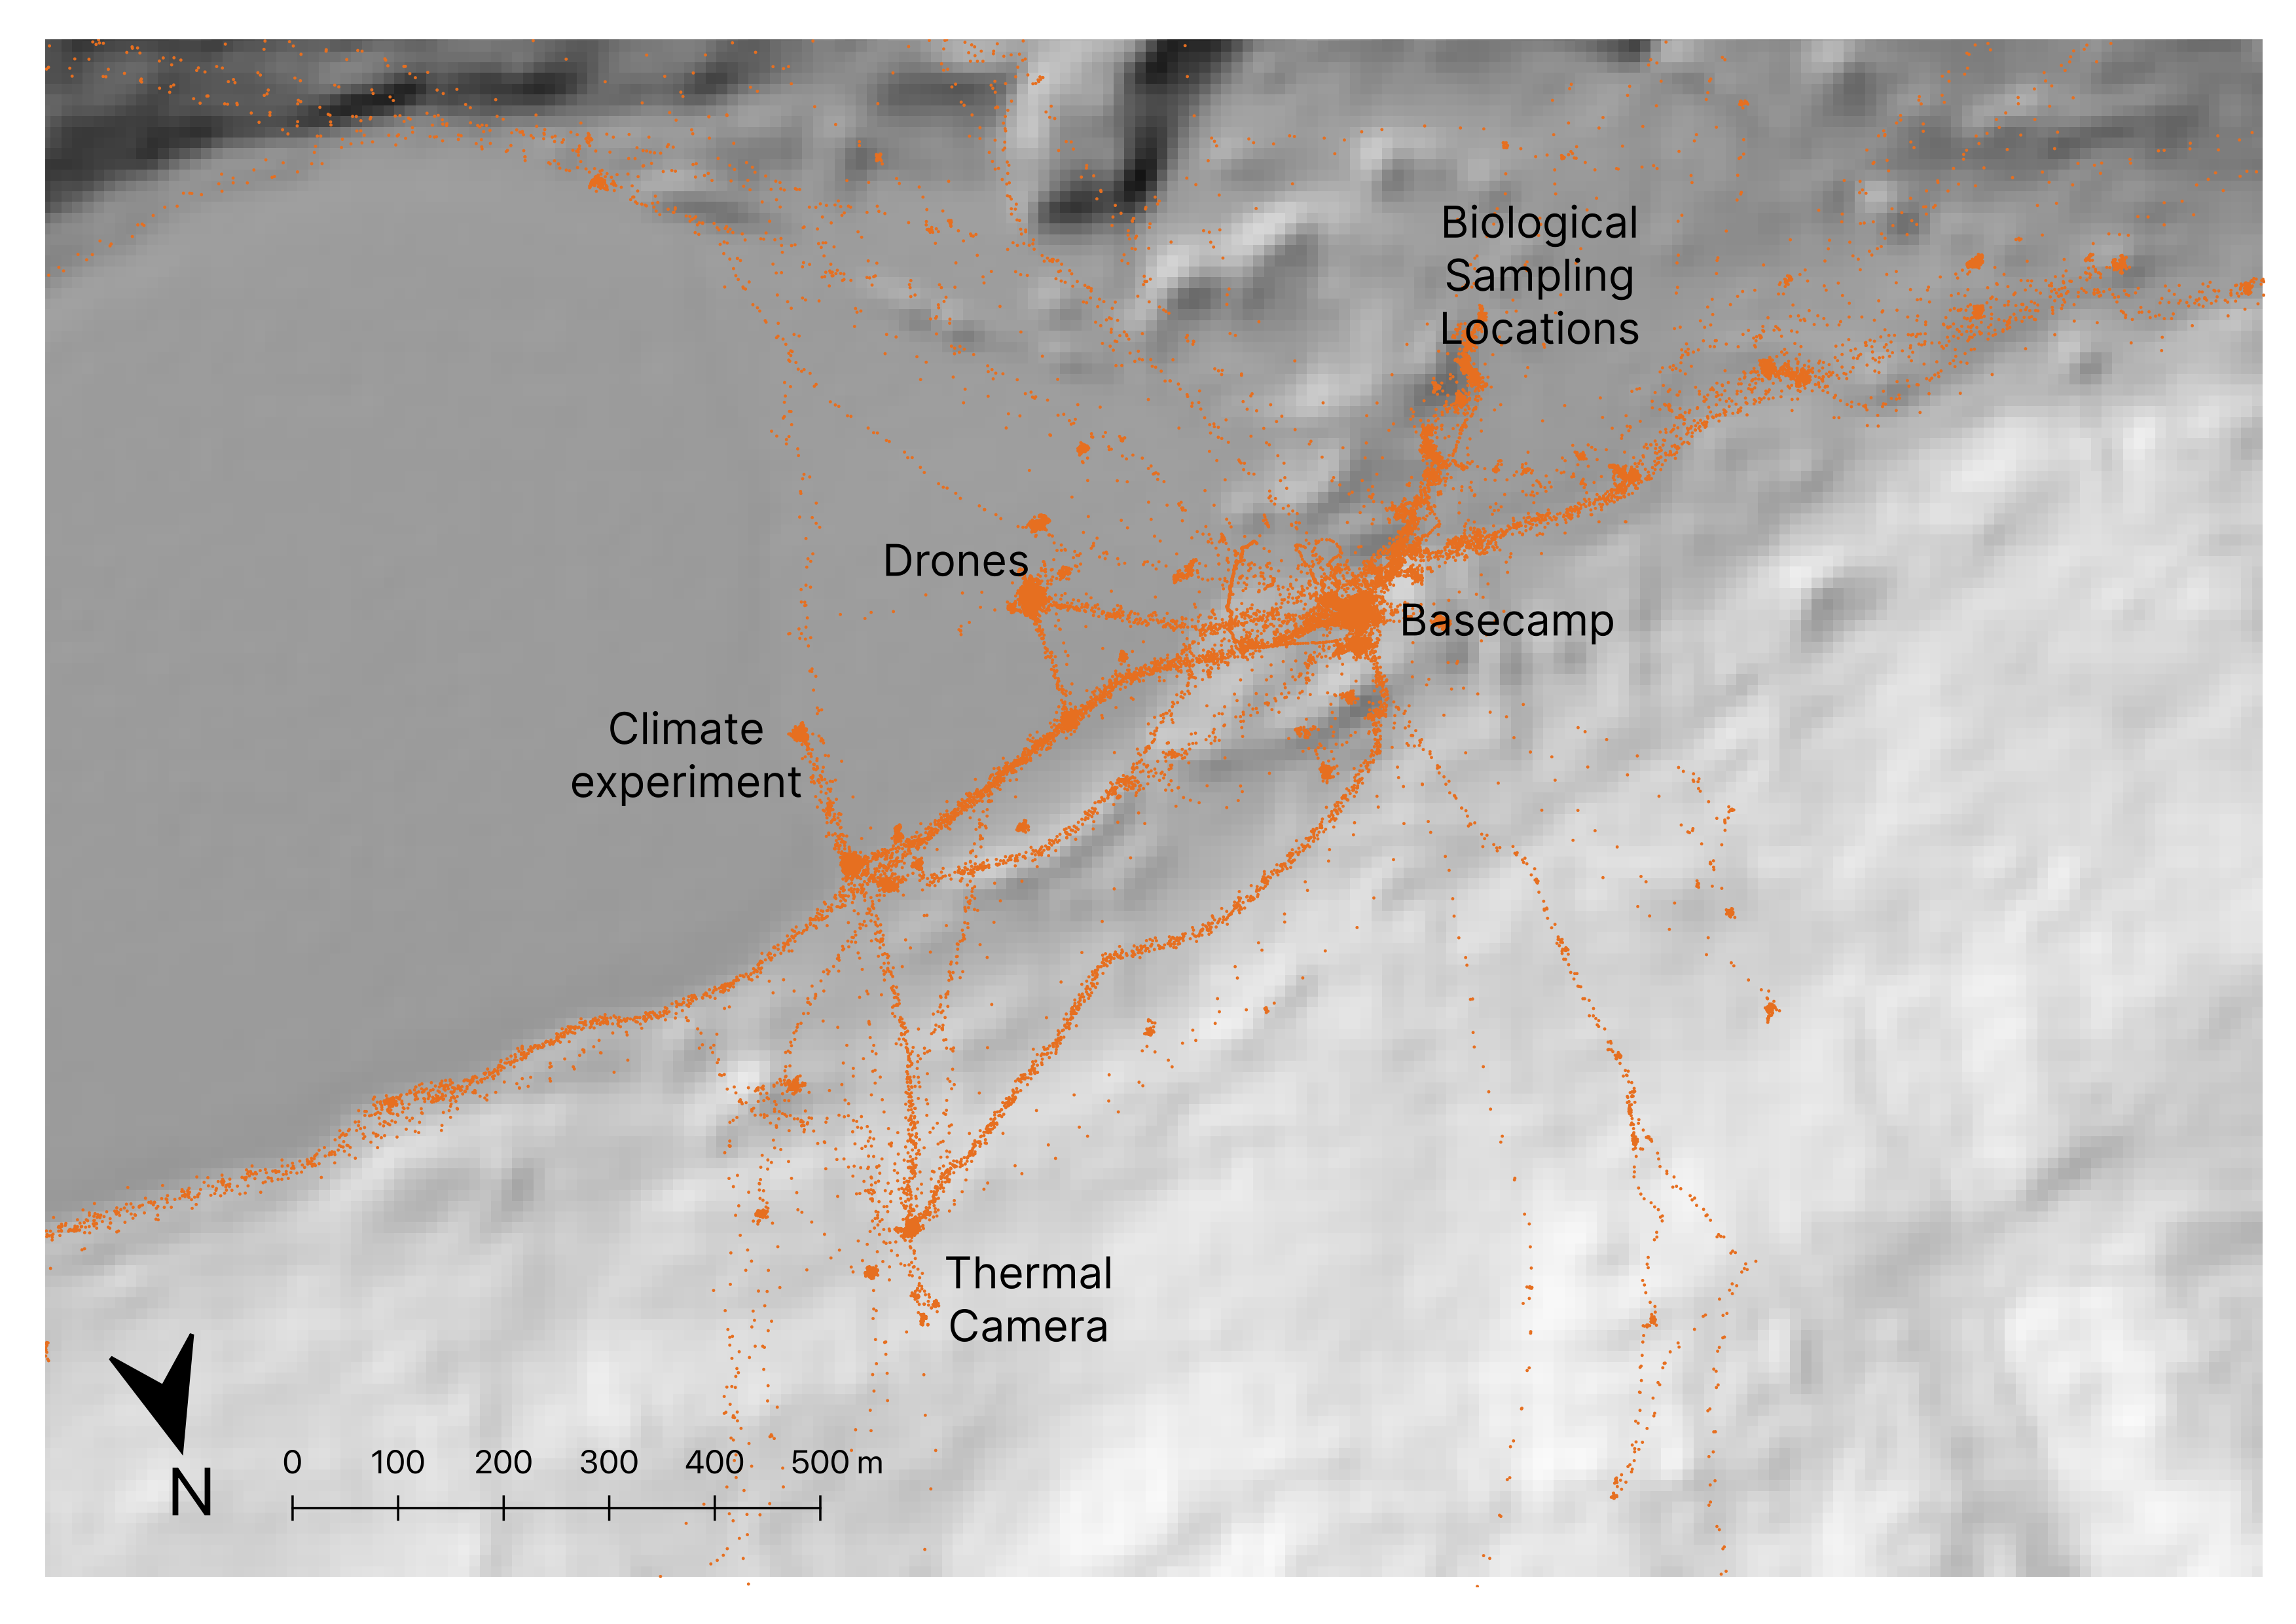 Biological
Sampling
Locations
Drones
Basecamp
Climate
experiment
Thermal
Camera
N
0 100 200 300 400 500 m